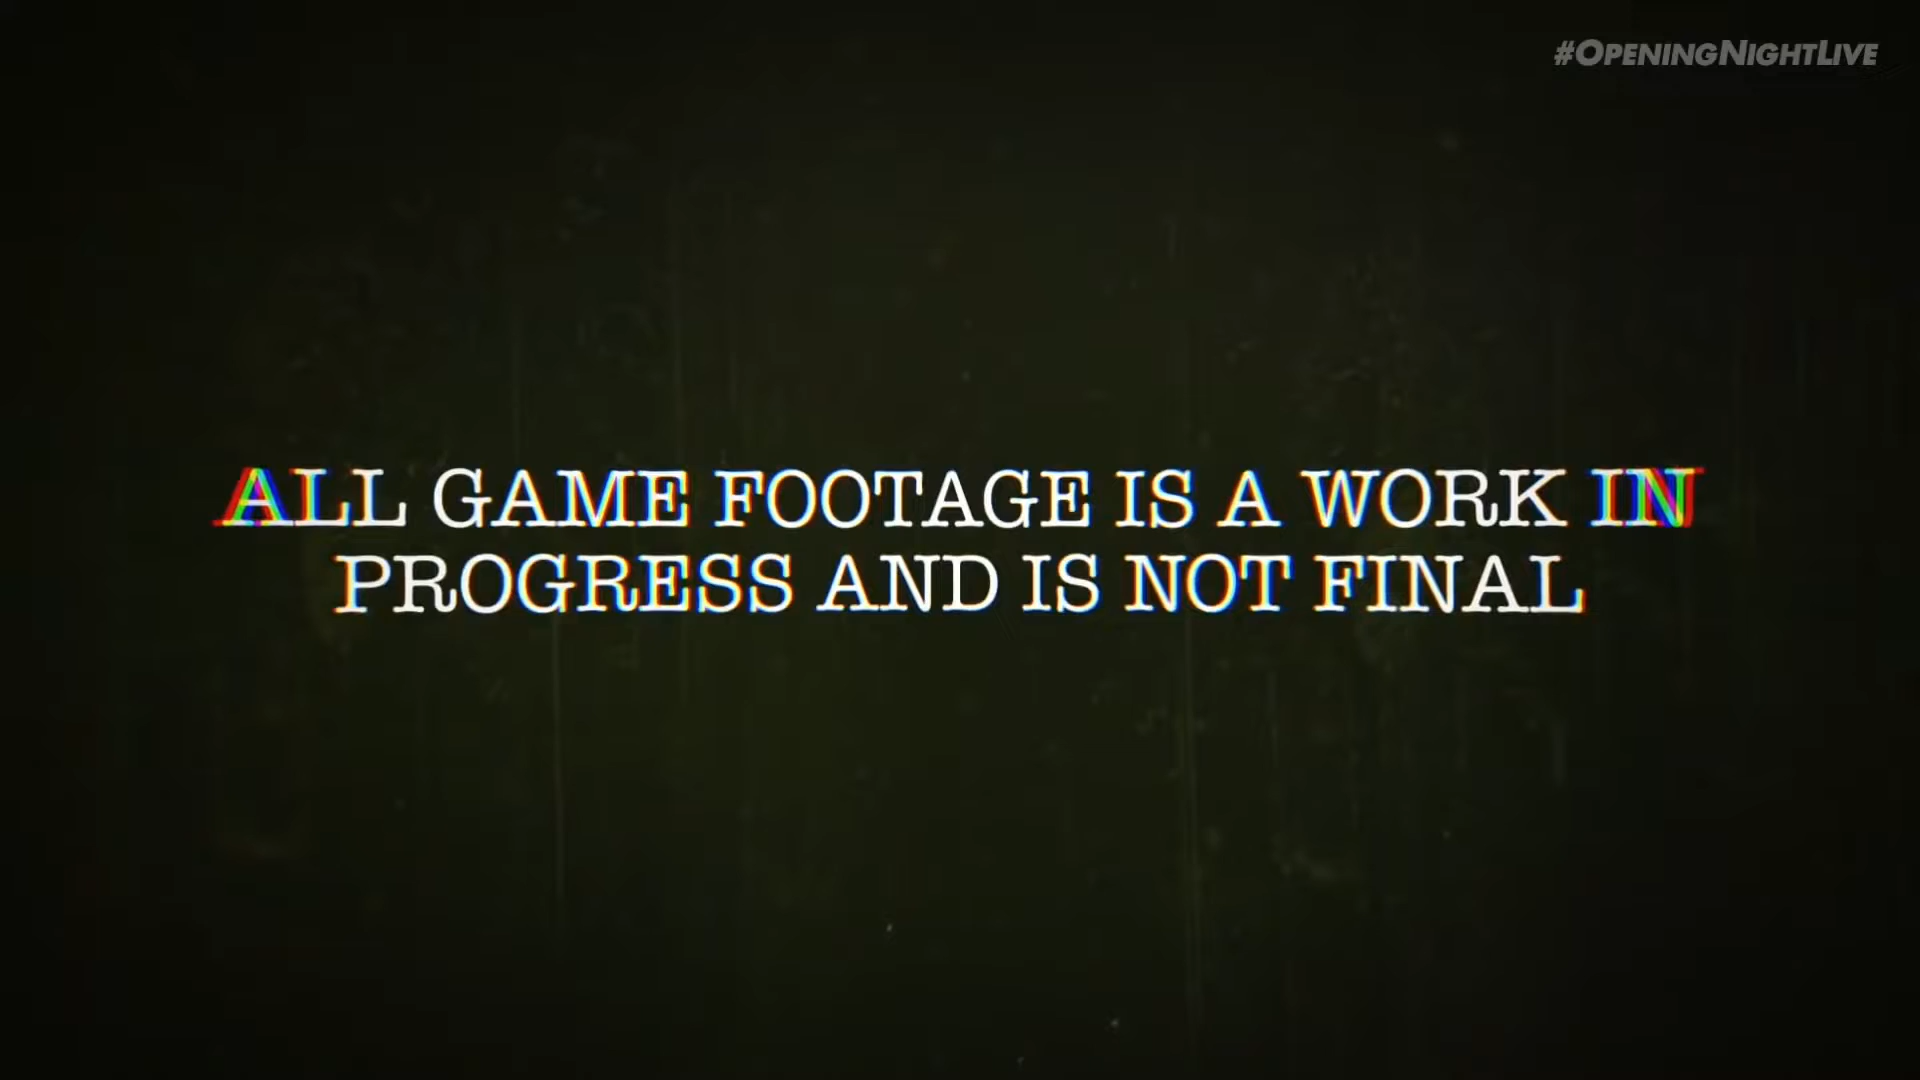 #OpeningNightLive
ALL GAME FOOTAGE IS A WORK IN
PROGRESS AND IS NOT FINAL